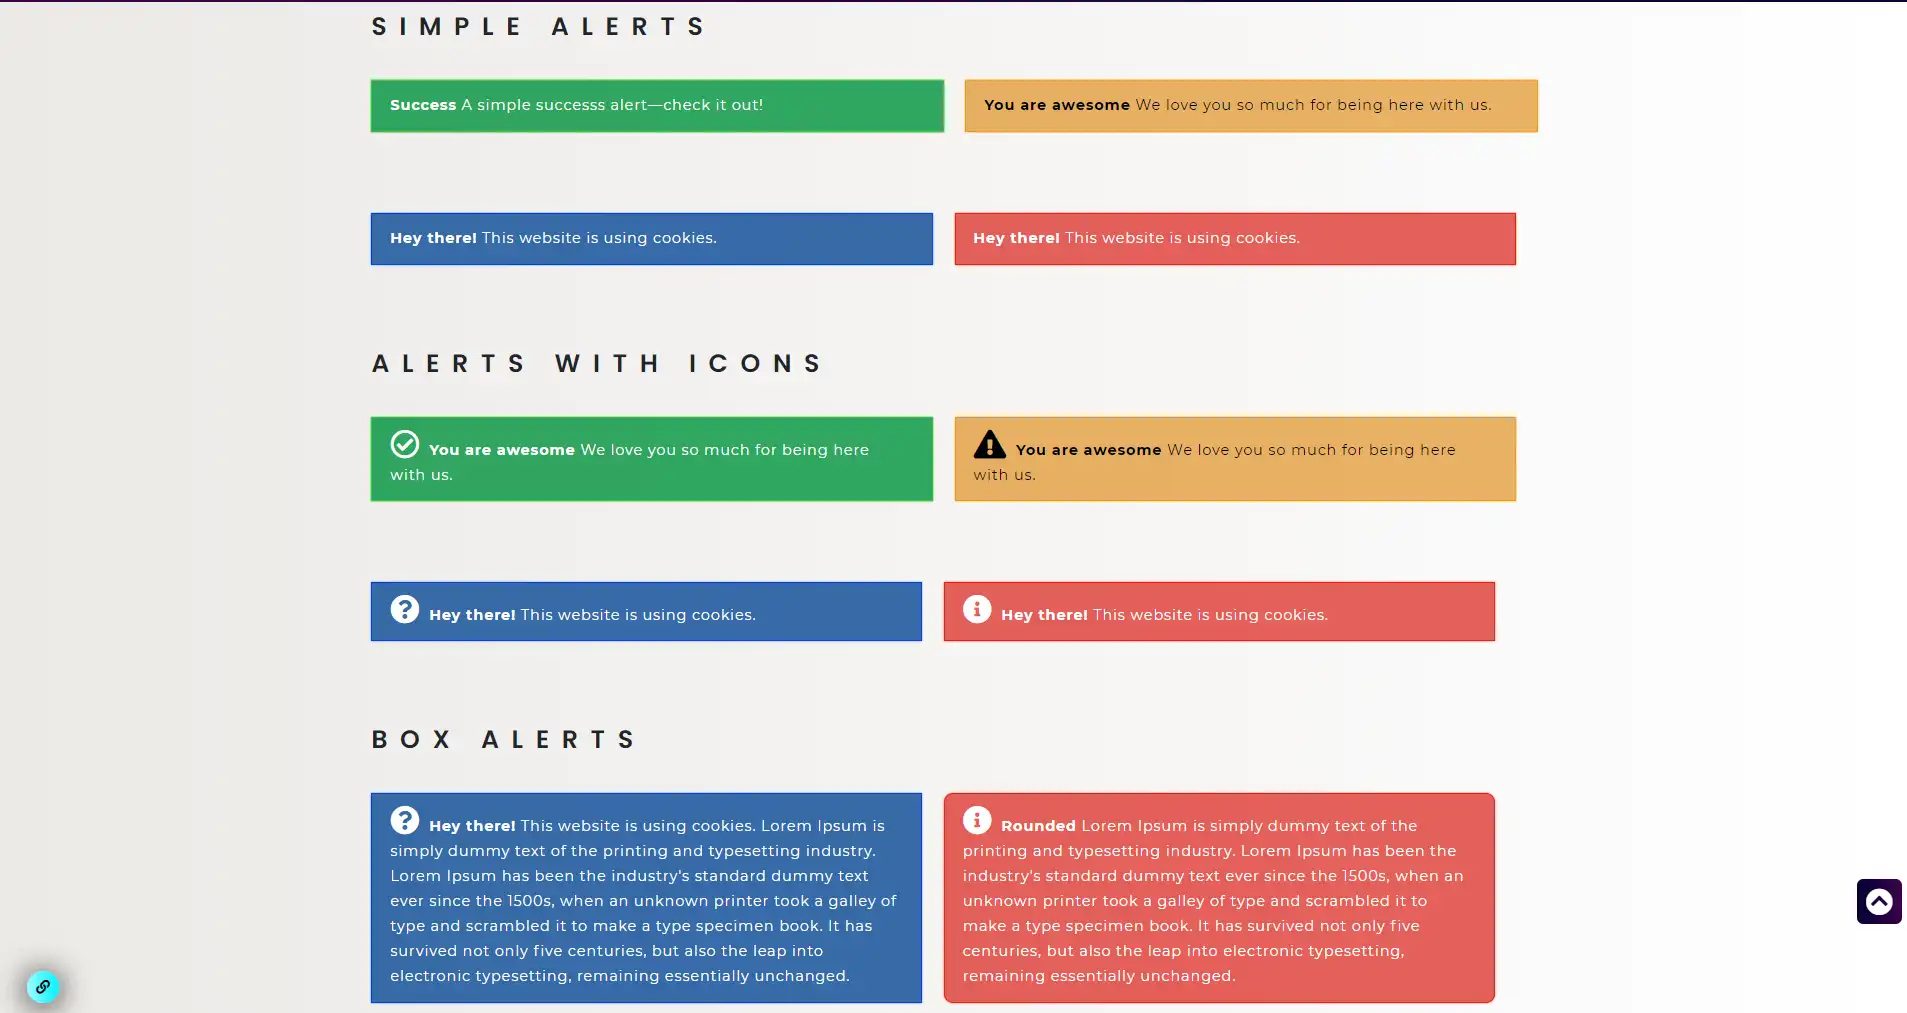 SIMPLE ALERTS
Success A simple successs alert—check it out!
You are awesome We love you so much for being here with us.
Hey there! This website is using cookies.
Hey there! This website is using cookies.
ALERTS WITH ICONS
You are awesome We love you so much for being here
with us.
You are awesome We love you so much for being here
with us.
Hey there! This website is using cookies.
Hey there! This website is using cookies.
BOX ALERTS
Hey there! This website is using cookies. Lorem Ipsum is
simply dummy text of the printing and typesetting industry.
Lorem Ipsum has been the industry's standard dummy text
ever since the 1500s, when an unknown printer took a galley of
type and scrambled it to make a type specimen book. It has
survived not only five centuries, but also the leap into
electronic typesetting, remaining essentially unchanged.
Rounded Lorem Ipsum is simply dummy text of the
printing and typesetting industry. Lorem Ipsum has been the
industry's standard dummy text ever since the 1500s, when an
unknown printer took a galley of type and scrambled it to
make a type specimen book. It has survived not only five
centuries, but also the leap into electronic typesetting,
remaining essentially unchanged.